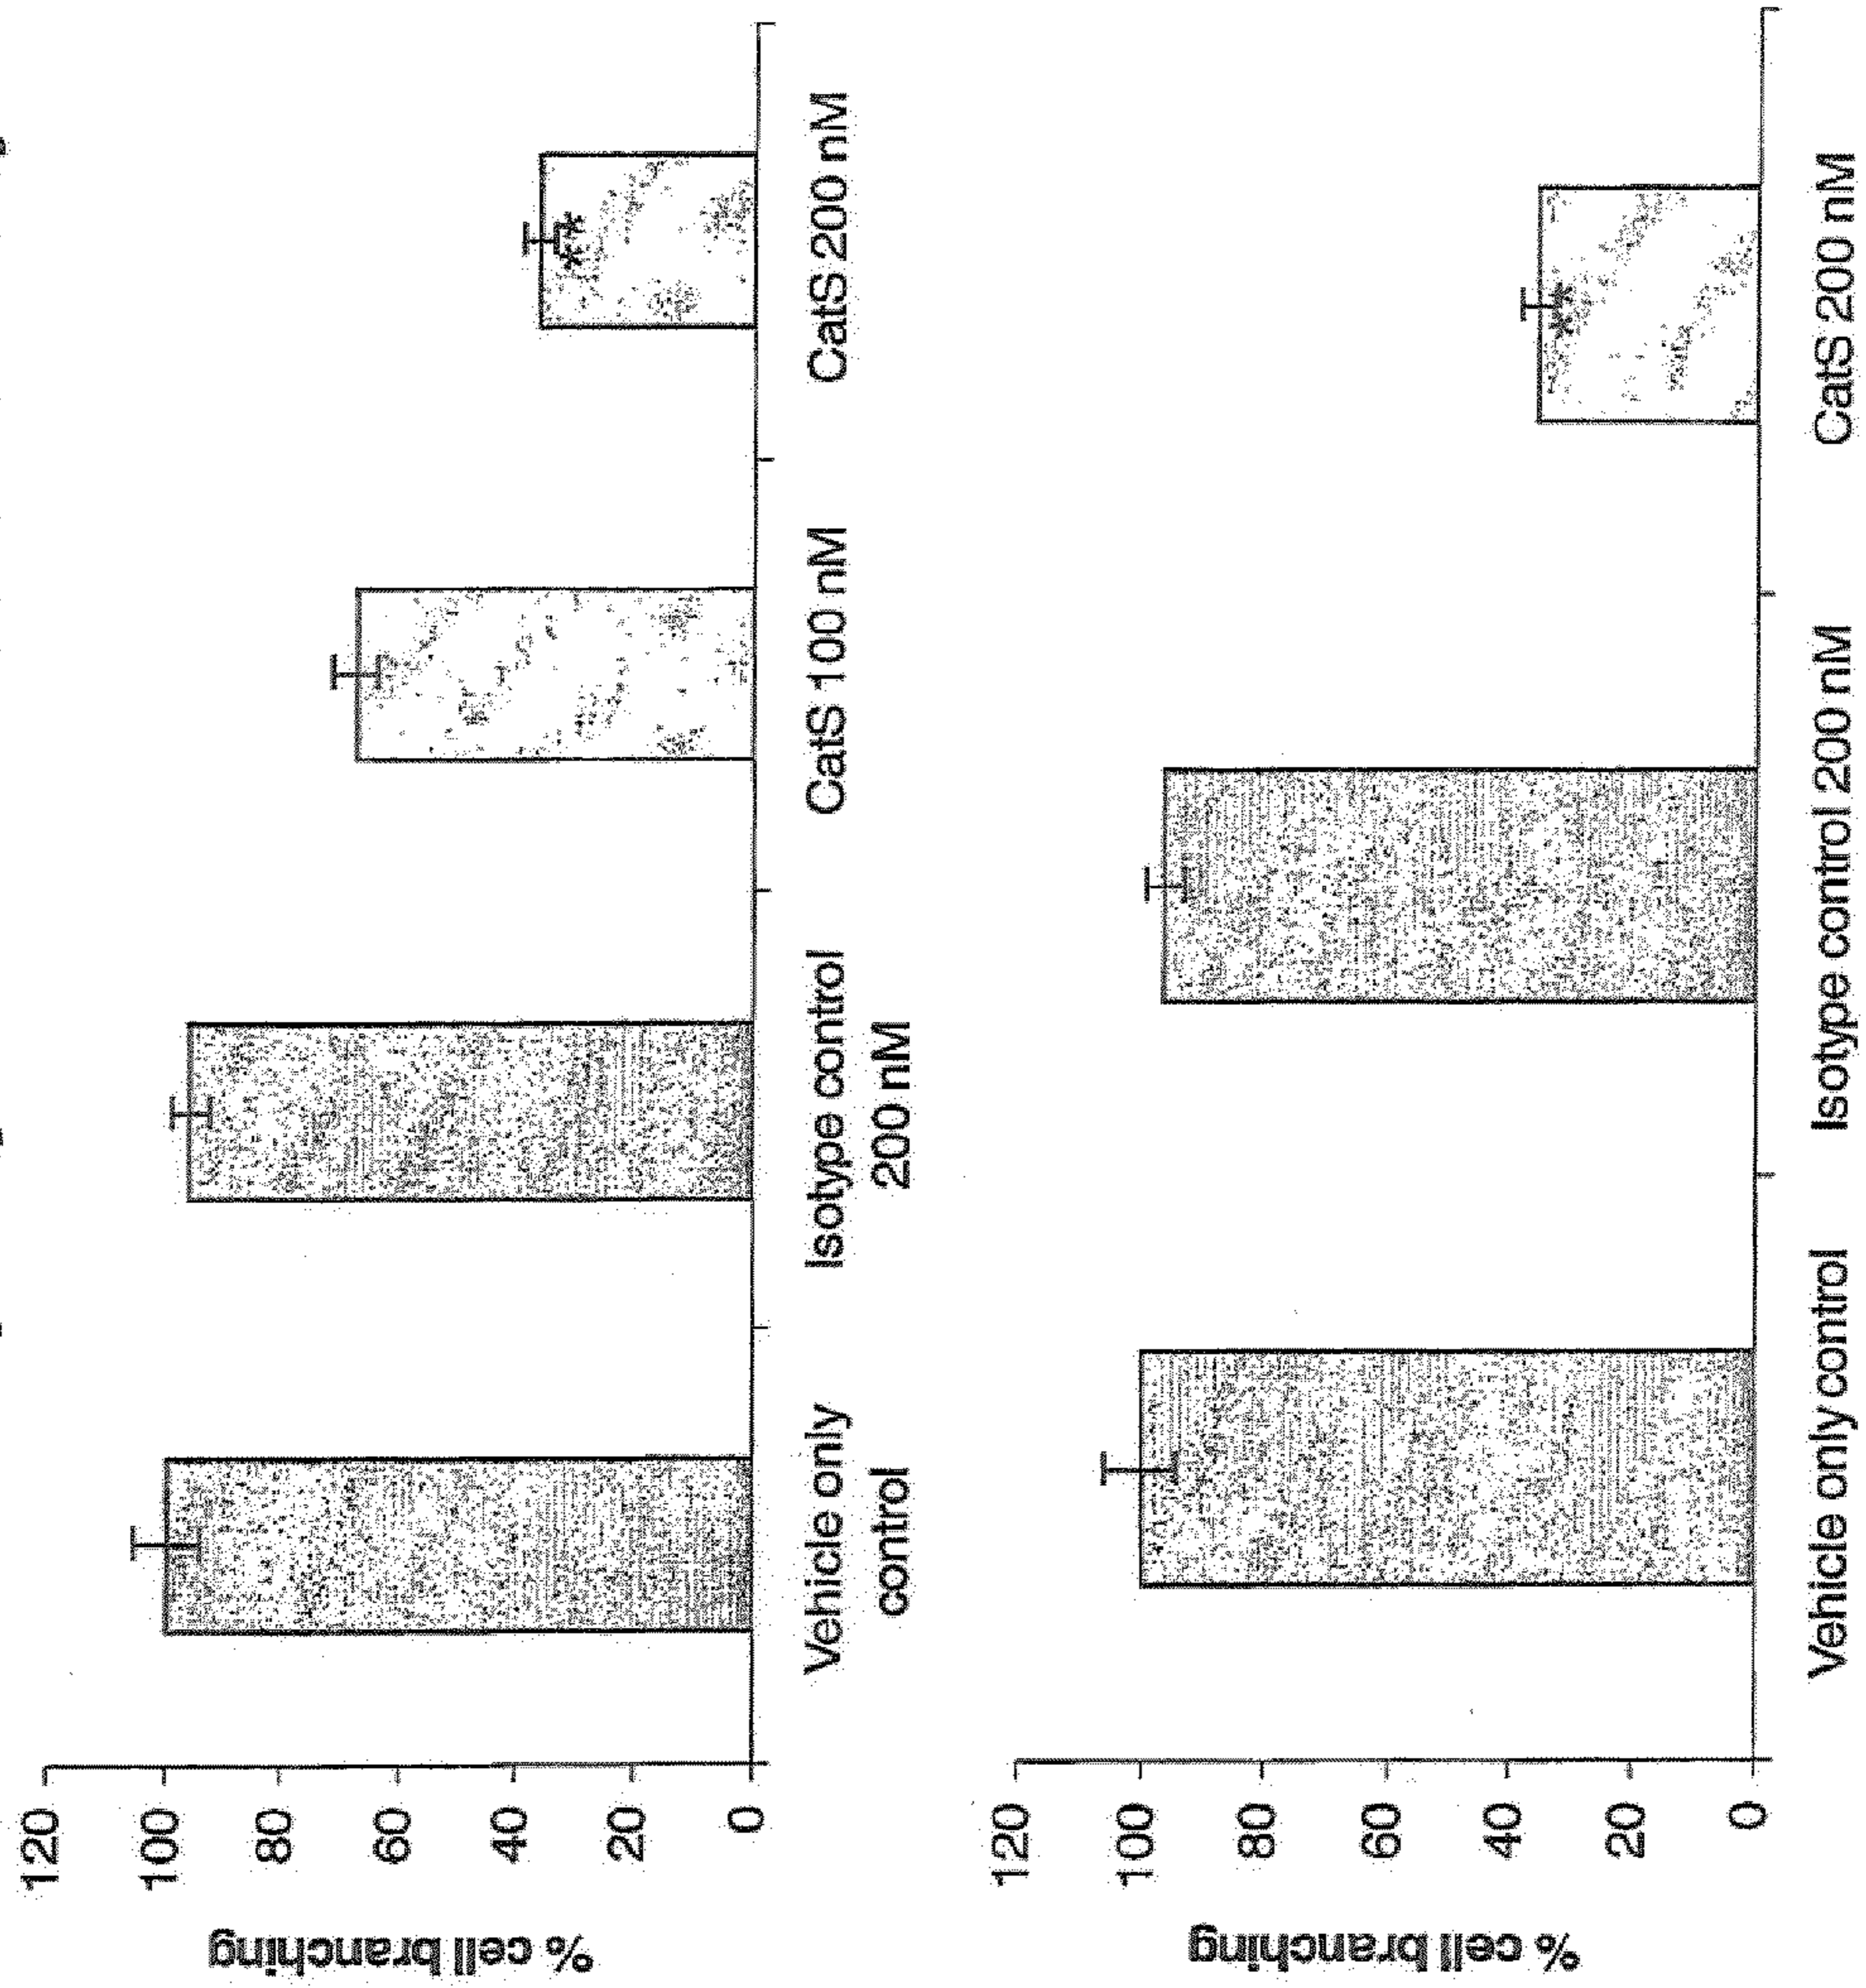 % cell branching
120
100
80
60
40
20
0
Vehicle only
control
Isotype control
200 nM
CatS 100 nM
CatS 200 nM
**
% cell branching
120
100
80
60
40
20
0
Vehicle only control
Isotype control 200 nM
CatS 200 nM